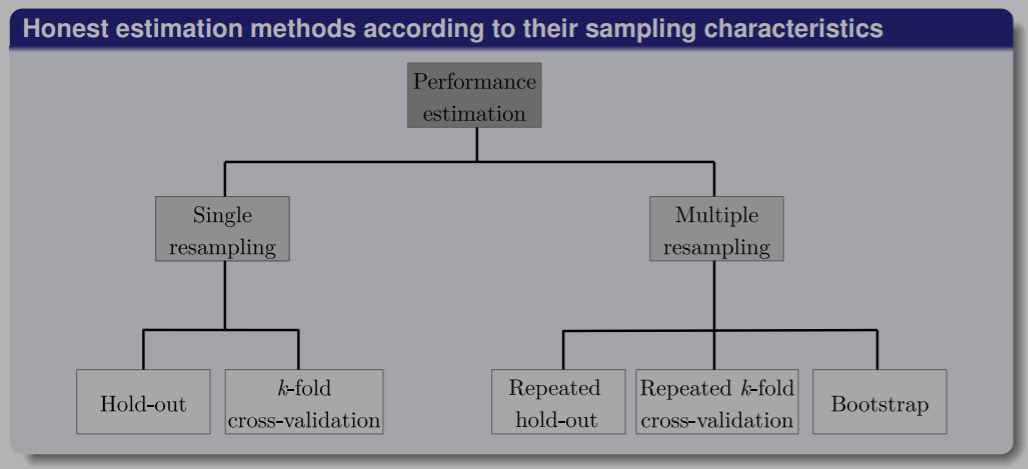 Honest estimation methods according to their sampling characteristics
Performance
estimation
Single
resampling
Multiple
resampling
Hold-out
k-fold
cross-validation
Repeated
hold-out
Repeated k-fold
cross-validation
Bootstrap